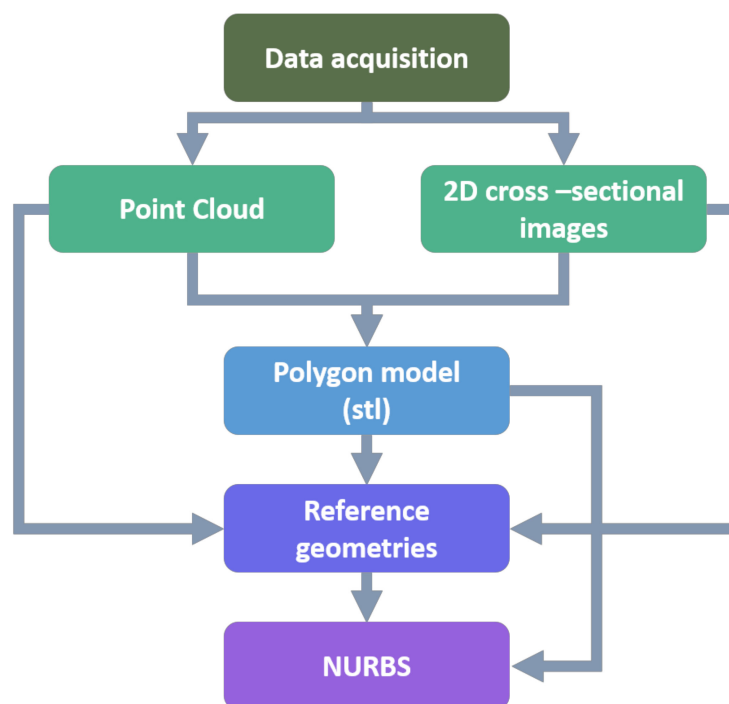 Data acquisition
Point Cloud
2D cross –sectional
images
Polygon model
(stl)
Reference
geometries
NURBS